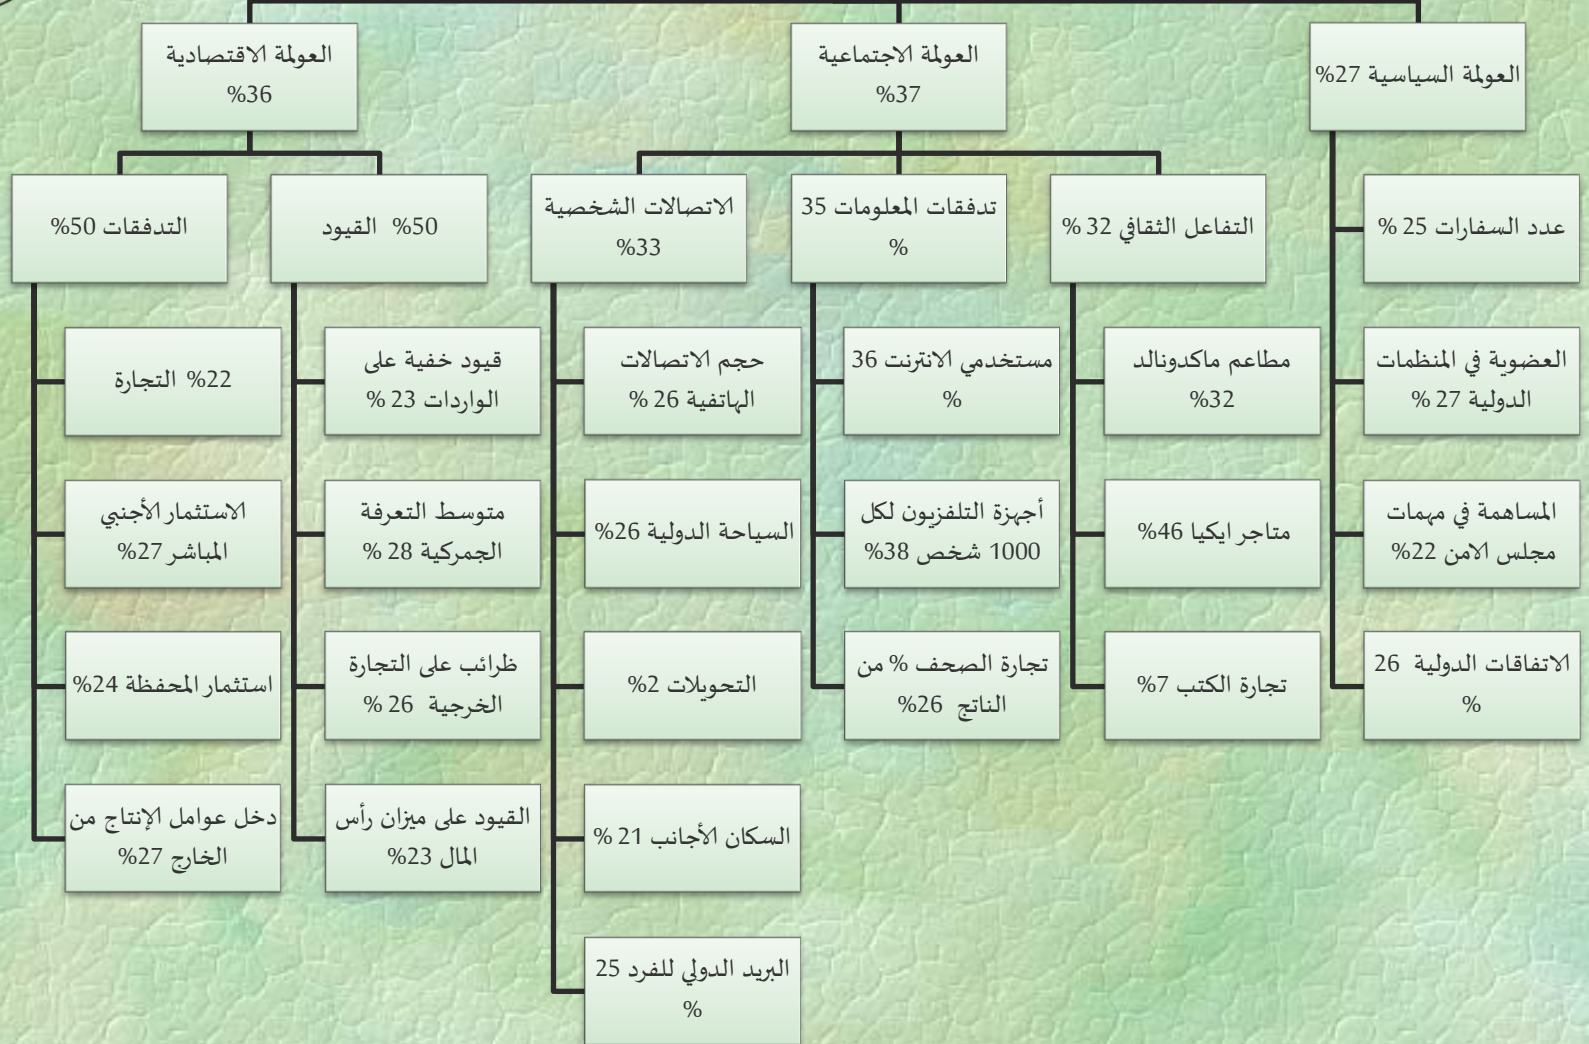 العولمة السياسية 27%
عدد السفارات 25 %
العضوية في المنظمات
الدولية 27 %
المساهمة في مهمات
مجلس الامن 22%
الاتفاقات الدولية 26
%
العولمة الاجتماعية
37%
التفاعل الثقافي 32 %
مطاعم ماكدونالد
32%
متاجر ايكيا 46%
تجارة الكتب 7%
تدفقات المعلومات 35
%
مستخدمي الانترنت 36
%
أجهزة التلفزيون لكل
1000 شخص 38%
تجارة الصحف % من
الناتج 26%
الاتصالات الشخصية
33%
حجم الاتصالات
الهاتفية 26 %
السياحة الدولية 26%
التحويلات 2%
السكان الأجانب 21 %
البريد الدولي للفرد 25
%
العولمة الاقتصادية
36%
50% القيود
قيود خفية على
الواردات 23 %
متوسط التعرفة
الجمركية 28 %
ظرائب على التجارة
الخرجية 26 %
القيود على ميزان رأس
المال 23%
التدفقات 50%
22% التجارة
الاستثمار الأجنبي
المباشر 27%
استثمار المحفظة 24%
دخل عوامل الإنتاج من
الخارج 27%